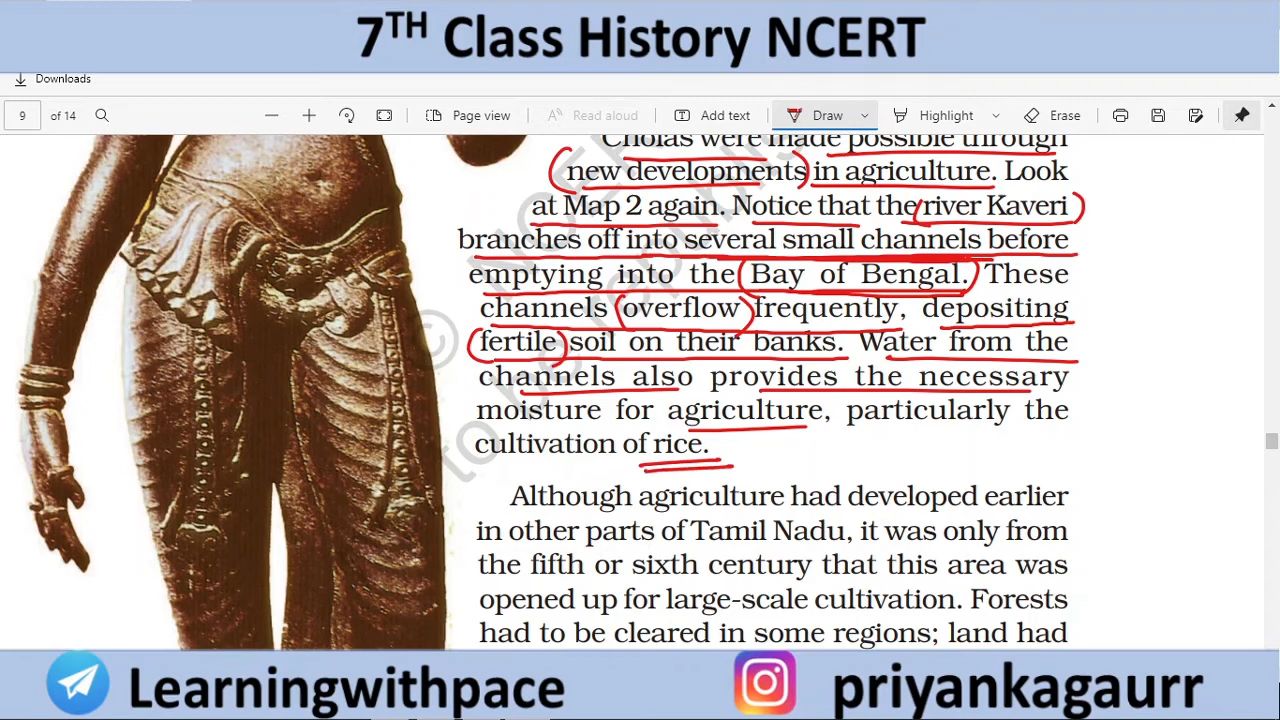 7TH Class History NCERT
Downloads
9 of 14 Page view Read aloud Add text Draw Highlight Erase
Cholas were made possible through
new developments in agriculture. Look
at Map 2 again. Notice that the river Kaveri
branches off into several small channels before
emptying into the Bay of Bengal. These
channels overflow frequently, depositing
fertile soil on their banks. Water from the
channels also provides the necessary
moisture for agriculture, particularly the
cultivation of rice.
Although agriculture had developed earlier
in other parts of Tamil Nadu, it was only from
the fifth or sixth century that this area was
opened up for large-scale cultivation. Forests
had to be cleared in some regions; land had
Learningwithpace priyankagaurr